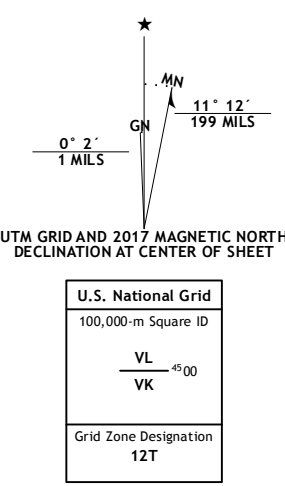 ★
MN
11° 12´
199 MILS
GN
0° 2´
1 MILS
UTM GRID AND 2017 MAGNETIC NORTH
DECLINATION AT CENTER OF SHEET
U.S. National Grid
100,000-m Square ID
VL
4500
VK
Grid Zone Designation
12T